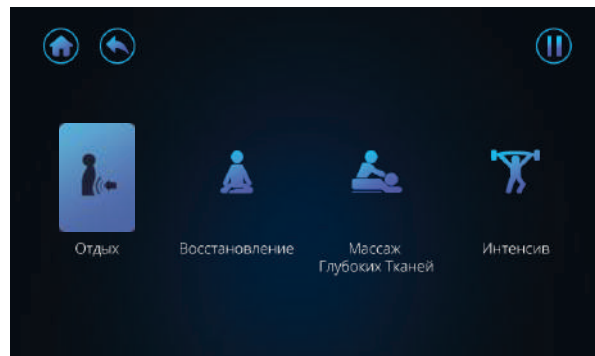 Отдых
Восстановление
Массаж
Глубоких Тканей
Интенсив